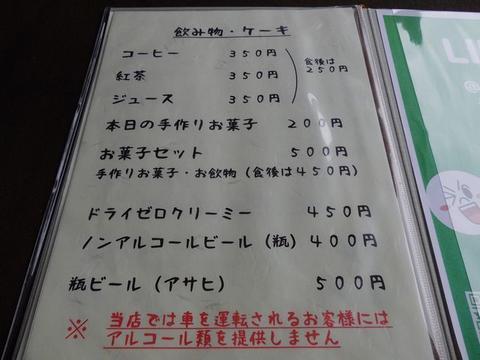 飲み物・ケーキ
コーヒー 350円
紅茶 350円
ジュース 350円
食後は
250円
本日の手作りお菓子 200円
お菓子セット 500円
手作りお菓子・お飲物(食後は450円)
ドライゼロクリーミー 450円
ノンアルコールビール(瓶) 400円
瓶ビール(アサヒ) 500円
※ 当店では車を運転されるお客様には
アルコール類を提供しません
LI